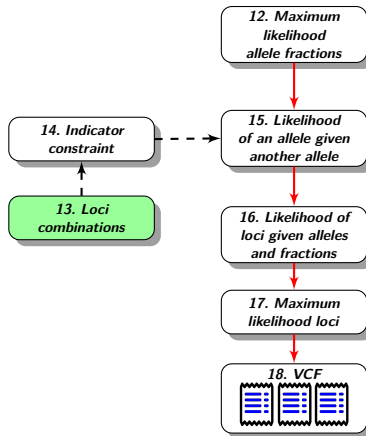 12. Maximum
likelihood
allele fractions
14. Indicator
constraint
15. Likelihood
of an allele given
another allele
13. Loci
combinations
16. Likelihood of
loci given alleles
and fractions
17. Maximum
likelihood loci
18. VCF